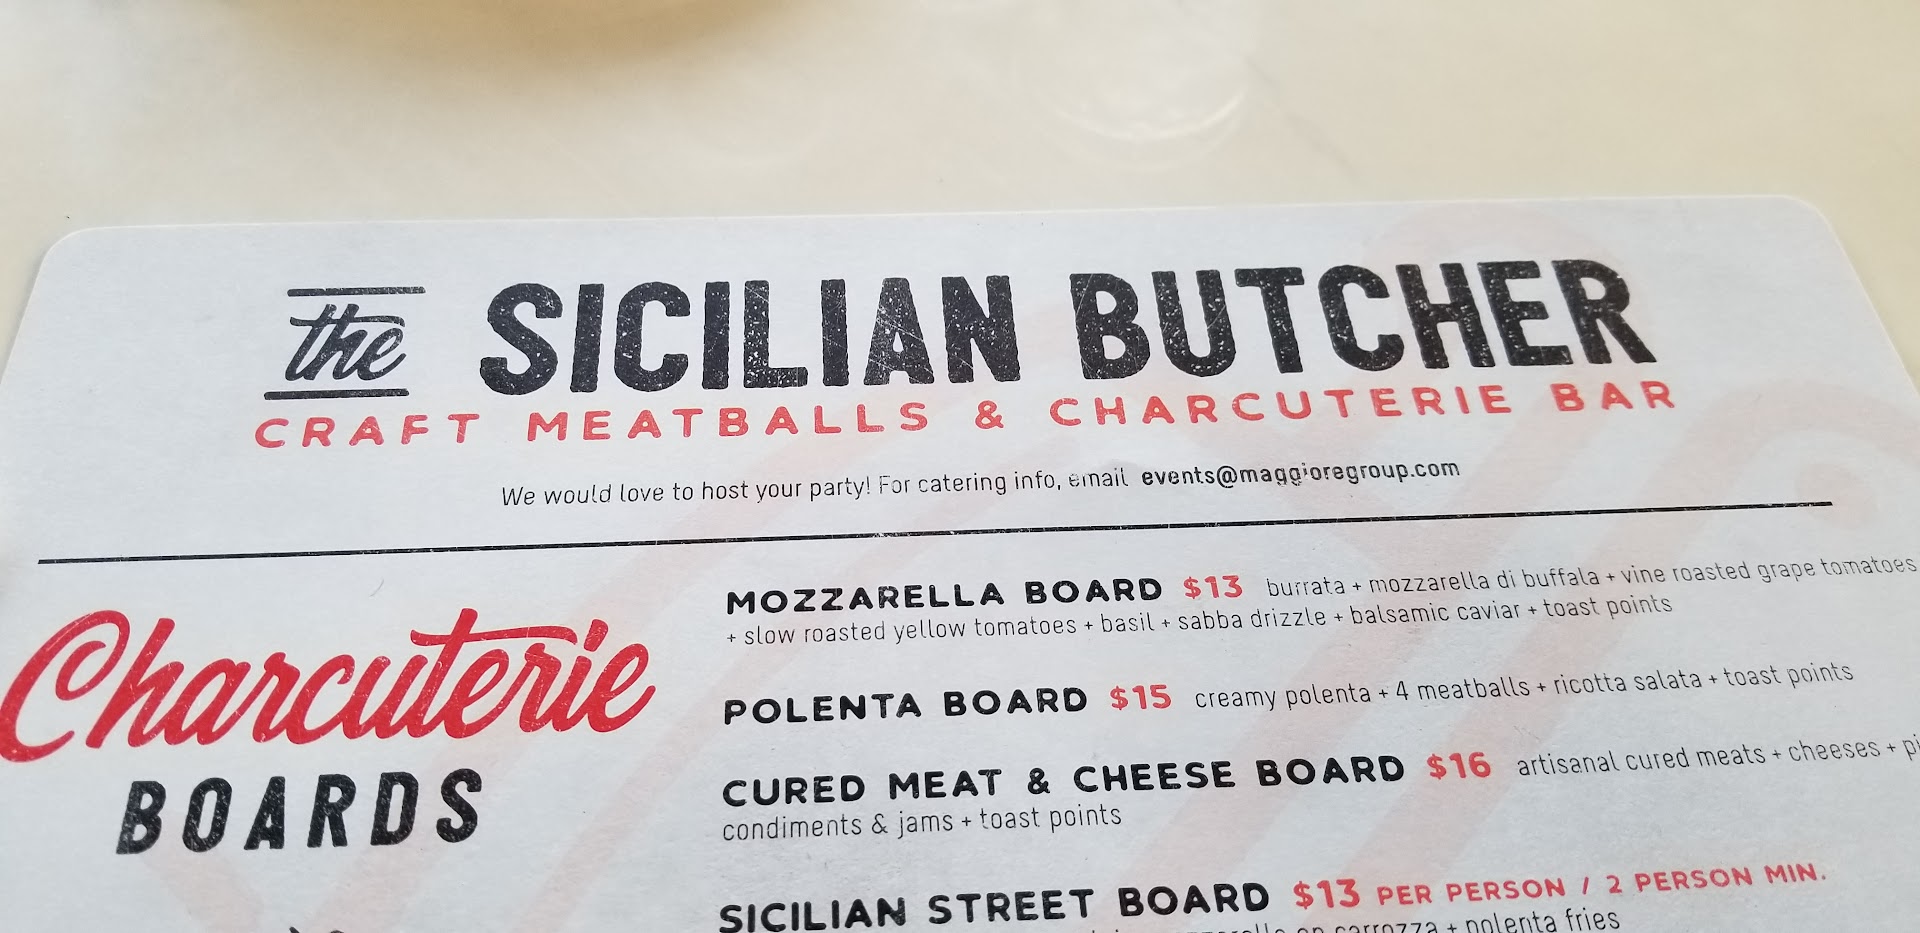 the SICILIAN BUTCHER
CRAFT MEATBALLS & CHARCUTERIE BAR
We would love to host your party! For catering info, email events@maggioregroup.com
Charcuterie
BOARDS
MOZZARELLA BOARD $13 burrata + mozzarella di buffala + vine roasted grape tomatoes
+ slow roasted yellow tomatoes + basil + sabba drizzle + balsamic caviar + toast points
POLENTA BOARD $15 creamy polenta + 4 meatballs + ricotta salata + toast points
CURED MEAT & CHEESE BOARD $16 artisanal cured meats + cheeses +
condiments & jams + toast points
SICILIAN STREET BOARD $13 PER PERSON / 2 PERSON MIN.
carrozza + polenta fries